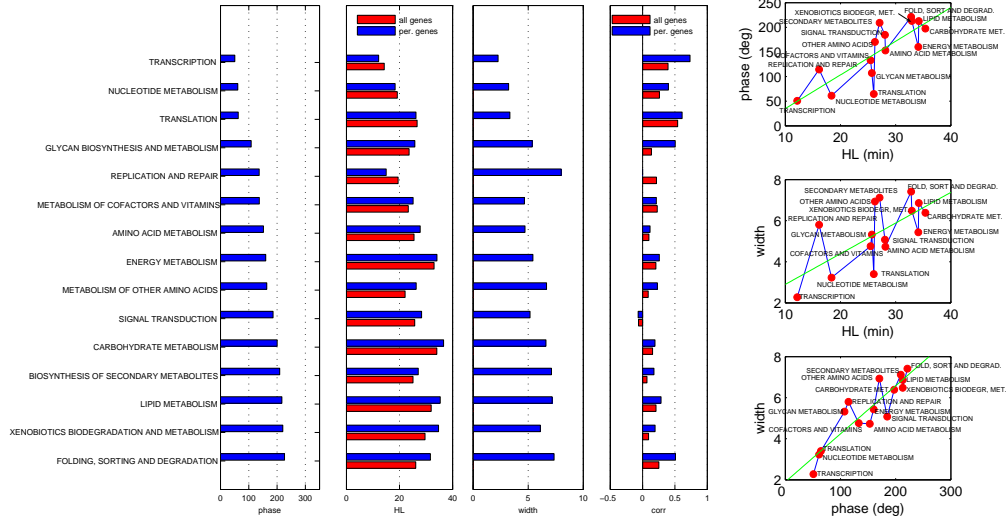 all genes
per. genes
all genes
per. genes
TRANSCRIPTION
NUCLEOTIDE METABOLISM
TRANSLATION
GLYCAN BIOSYNTHESIS AND METABOLISM
REPLICATION AND REPAIR
METABOLISM OF COFACTORS AND VITAMINS
AMINO ACID METABOLISM
ENERGY METABOLISM
METABOLISM OF OTHER AMINO ACIDS
SIGNAL TRANSDUCTION
CARBOHYDRATE METABOLISM
BIOSYNTHESIS OF SECONDARY METABOLITES
LIPID METABOLISM
XENOBIOTICS BIODEGRADATION AND METABOLISM
FOLDING, SORTING AND DEGRADATION
0 100 200 300
phase
0 20 40
HL
0 5 10
width
−0.5 0 0.5 1
corr
250
200
150
100
50
0
phase (deg)
XENOBIOTICS BIODEGR, MET.
FOLD, SORT AND DEGRAD.
SECONDARY METABOLITES
LIPID METABOLISM
SIGNAL TRANSDUCTION
CARBOHYDRATE MET.
OTHER AMINO ACIDS
ENERGY METABOLISM
AMINO ACID METABOLISM
COFACTORS AND VITAMINS
REPLICATION AND REPAIR
GLYCAN METABOLISM
TRANSLATION
NUCLEOTIDE METABOLISM
TRANSCRIPTION
10 20 30 40
HL (min)
8
6
4
2
width
SECONDARY METABOLITES
FOLD, SORT AND DEGRAD.
OTHER AMINO ACIDS
LIPID METABOLISM
XENOBIOTICS BIODEGR, MET.
CARBOHYDRATE MET.
REPLICATION AND REPAIR
GLYCAN METABOLISM
ENERGY METABOLISM
SIGNAL TRANSDUCTION
COFACTORS AND VITAMINS
AMINO ACID METABOLISM
TRANSLATION
NUCLEOTIDE METABOLISM
TRANSCRIPTION
10 20 30 40
HL (min)
8
6
4
2
width
SECONDARY METABOLITES
FOLD, SORT AND DEGRAD.
OTHER AMINO ACIDS
LIPID METABOLISM
CARBOHYDRATE MET.
XENOBIOTICS BIODEGR, MET.
REPLICATION AND REPAIR
GLYCAN METABOLISM
ENERGY METABOLISM
SIGNAL TRANSDUCTION
COFACTORS AND VITAMINS
AMINO ACID METABOLISM
TRANSLATION
NUCLEOTIDE METABOLISM
TRANSCRIPTION
0 100 200 300
phase (deg)